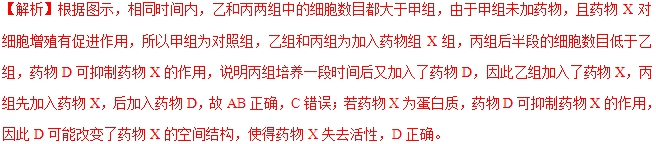 【解析】根据图示，相同时间内，乙和丙两组中的细胞数目都大于甲组，由于甲组未加药物，且药物 X 对
细胞增殖有促进作用，所以甲组为对照组，乙组和丙组为加入药物组 X 组，丙组后半段的细胞数目低于乙
组，药物 D 可抑制药物 X 的作用，说明丙组培养一段时间后又加入了药物 D，因此乙组加入了药物 X，丙
组先加入药物 X，后加入药物 D，故 AB 正确，C 错误；若药物 X 为蛋白质，药物 D 可抑制药物 X 的作用，
因此 D 可能改变了药物 X 的空间结构，使得药物 X 失去活性，D 正确。